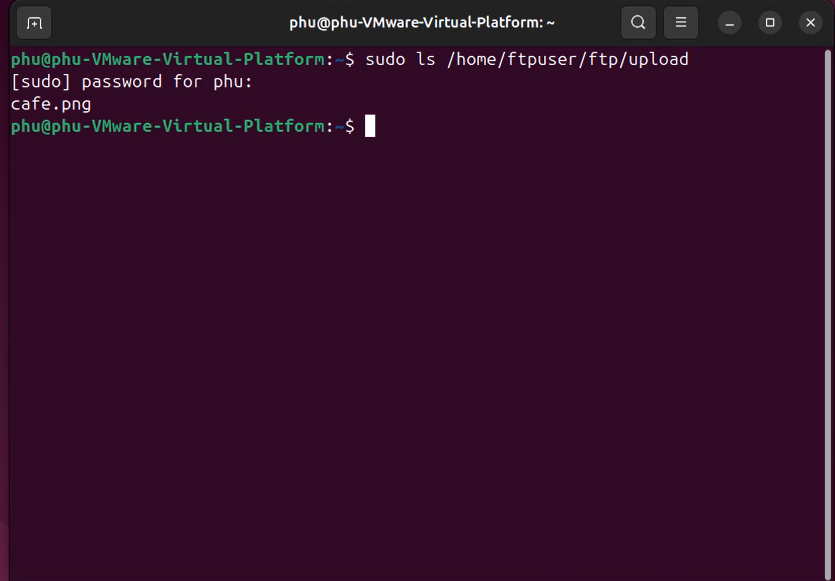 phu@phu-VMware-Virtual-Platform: ~
phu@phu-VMware-Virtual-Platform:~$ sudo ls /home/ftpuser/ftp/upload
[sudo] password for phu:
cafe.png
phu@phu-VMware-Virtual-Platform:~$